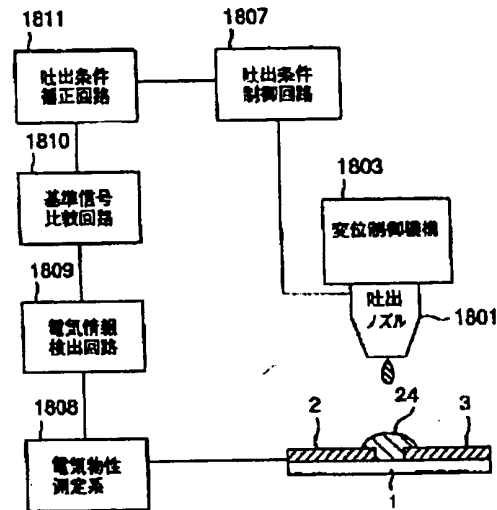 1811
吐出条件
補正回路
1807
吐出条件
制御回路
1810
基準信号
比較回路
1803
変位制御機構
吐出
ノズル
1801
1809
電気情報
検出回路
1808
電気物性
測定系
2
24
3
1